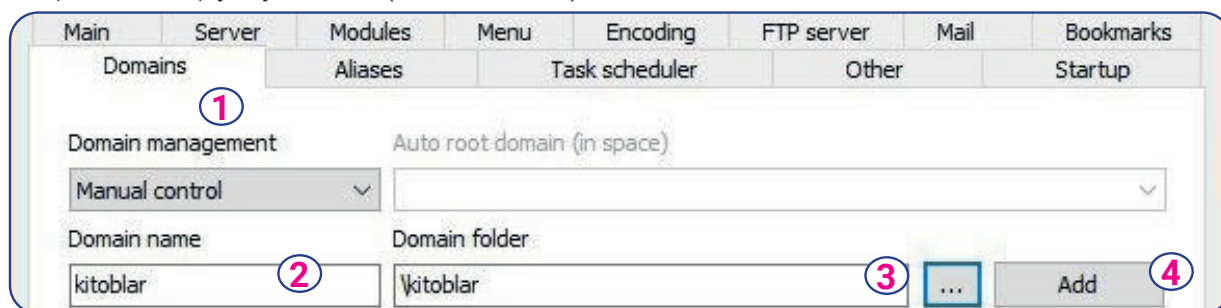 Main Server Modules Menu Encoding FTP server Mail Bookmarks
Domains Aliases Task scheduler Other Startup
1
Domain management Auto root domain (in space)
Manual control
Domain name Domain folder
kitoblar 2 \kitoblar 3 ... Add 4